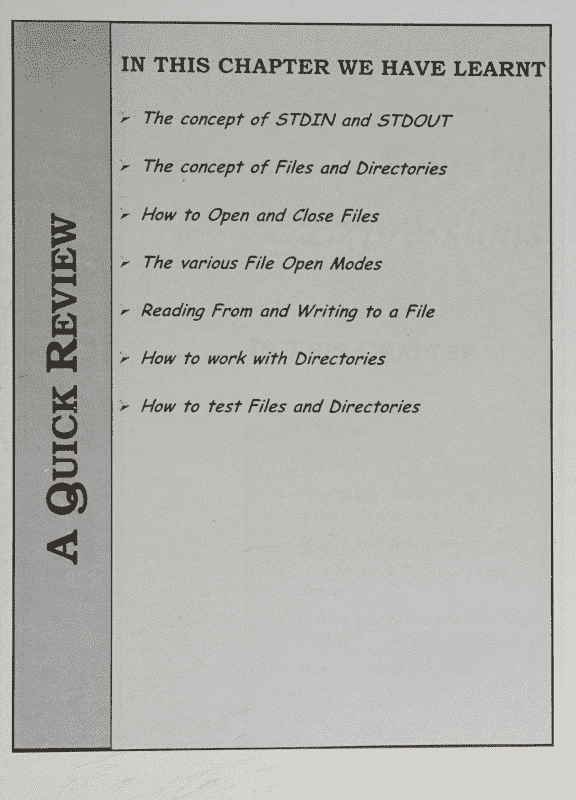 A QUICK REVIEW
IN THIS CHAPTER WE HAVE LEARNT
➢ The concept of STDIN and STDOUT
➢ The concept of Files and Directories
➢ How to Open and Close Files
➢ The various File Open Modes
➢ Reading From and Writing to a File
➢ How to work with Directories
➢ How to test Files and Directories